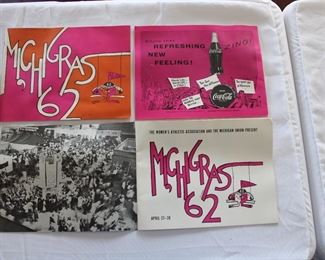 MICHIGRAS
'62
REFRESHING
NEW
FEELING!
ZING!
Coca-Cola
THE WOMEN'S ATHLETIC ASSOCIATION AND THE MICHIGAN UNION PRESENT
MICHIGRAS
'62
APRIL 27-28